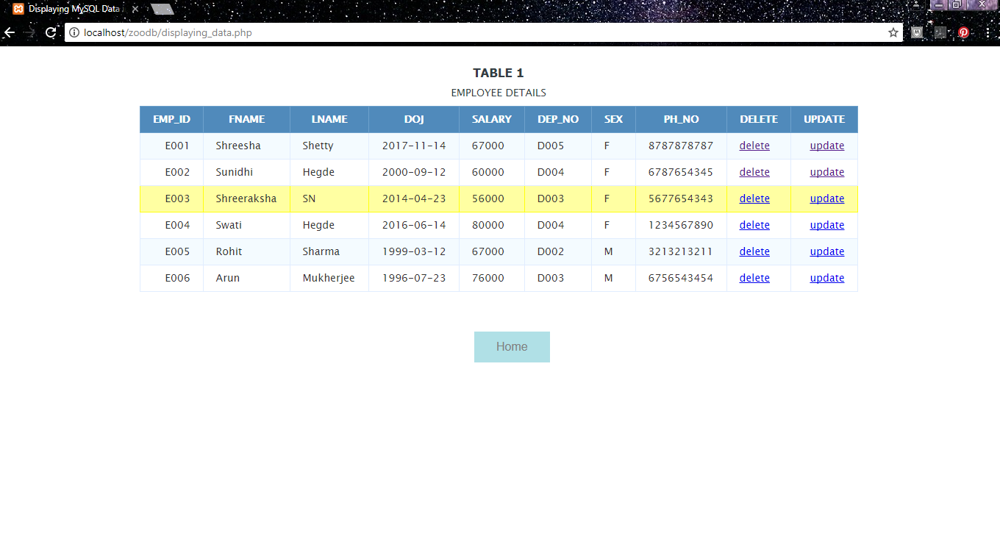 Displaying MySQL Data
localhost/zoodb/displaying_data.php
TABLE 1
EMPLOYEE DETAILS
EMP_ID FNAME LNAME DOJ SALARY DEP_NO SEX PH_NO DELETE UPDATE
E001 Shreesha Shetty 2017-11-14 67000 D005 F 8787878787 delete update
E002 Sunidhi Hegde 2000-09-12 60000 D004 F 6787654345 delete update
E003 Shreeraksha SN 2014-04-23 56000 D003 F 5677654343 delete update
E004 Swati Hegde 2016-06-14 80000 D004 F 1234567890 delete update
E005 Rohit Sharma 1999-03-12 67000 D002 M 3213213211 delete update
E006 Arun Mukherjee 1996-07-23 76000 D003 M 6756543454 delete update
Home